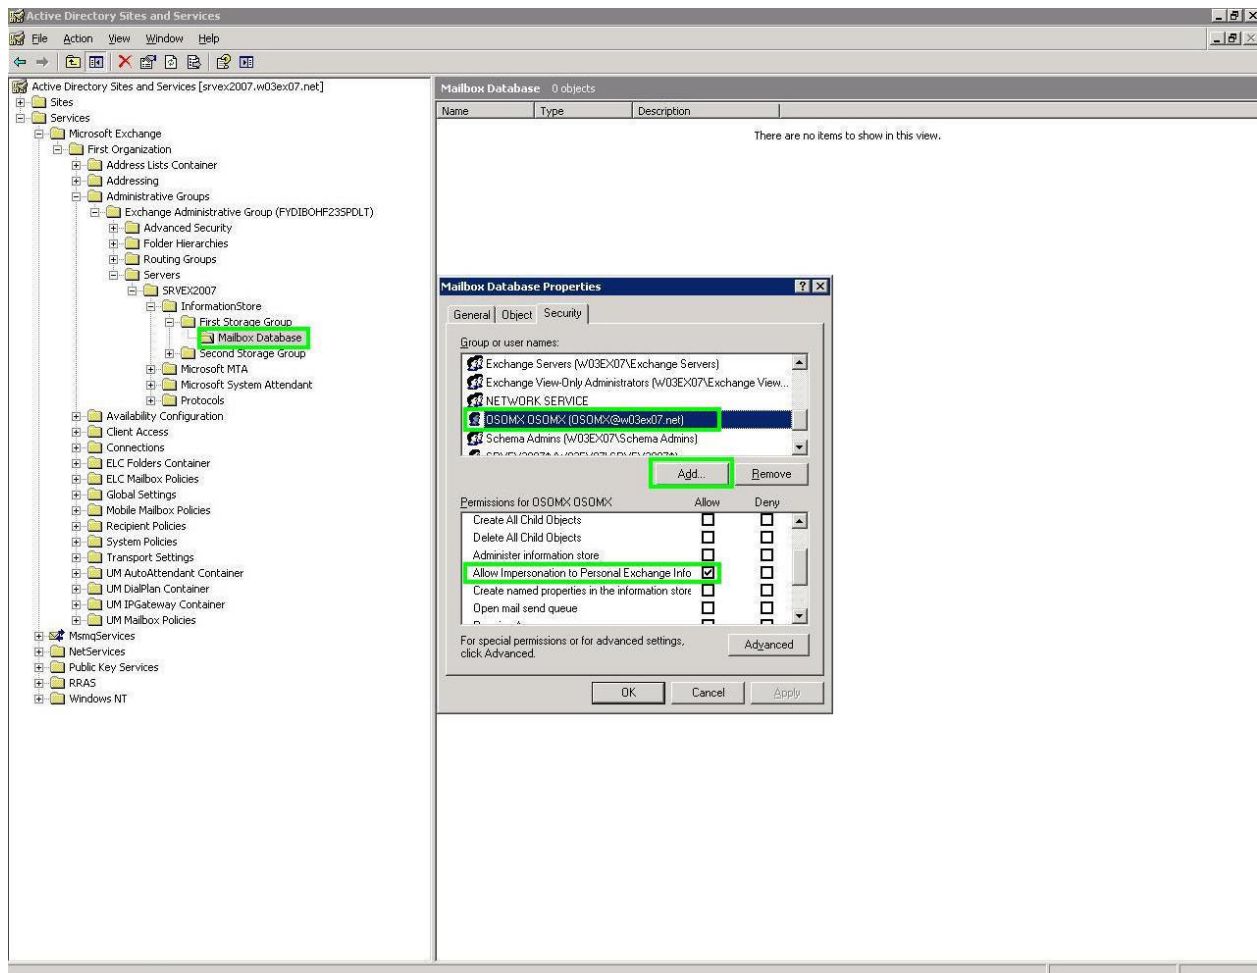 Active Directory Sites and Services
File Action View Window Help
Active Directory Sites and Services [srvex2007.w03ex07.net]
Sites
Services
Microsoft Exchange
First Organization
Address Lists Container
Addressing
Administrative Groups
Exchange Administrative Group (FYDIBOHF23SPDLT)
Advanced Security
Folder Hierarchies
Routing Groups
Servers
SRVEX2007
InformationStore
First Storage Group
Mailbox Database
Second Storage Group
Microsoft MTA
Microsoft System Attendant
Protocols
Availability Configuration
Client Access
Connections
ELC Folders Container
ELC Mailbox Policies
Global Settings
Mobile Mailbox Policies
Recipient Policies
System Policies
Transport Settings
UM AutoAttendant Container
UM DialPlan Container
UM IPGateway Container
UM Mailbox Policies
MsmqServices
NetServices
Public Key Services
RRAS
Windows NT
Mailbox Database 0 objects
Name Type Description
There are no items to show in this view.
Mailbox Database Properties
General Object Security
Group or user names:
Exchange Servers (W03EX07\Exchange Servers)
Exchange View-Only Administrators (W03EX07\Exchange View...
NETWORK SERVICE
OSOMX OSOMX (OSOMX@w03ex07.net)
Schema Admins (W03EX07\Schema Admins)
Add... Remove
Permissions for OSOMX OSOMX Allow Deny
Create All Child Objects
Delete All Child Objects
Administer information store
Allow Impersonation to Personal Exchange Info
Create named properties in the information store
Open mail send queue
For special permissions or for advanced settings,
click Advanced.
Advanced
OK Cancel Apply